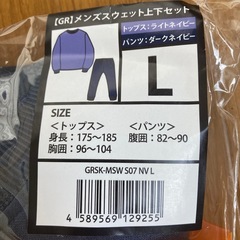 【GR】メンズスウェット上下セット
トップス：ライトネイビー
パンツ：ダークネイビー
L
SIZE
＜トップス＞ ＜パンツ＞
身長：175〜185 腹囲：82〜90
胸囲：96〜104
GRSK-MSW S07 NV L
4 589569 129255